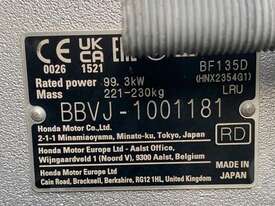 CE UK CA EAC
0026 1521
BF135D
(HNX2354G1)
Rated power 99.3kW LRU
Mass 221-230kg
BBVJ-1001181
Honda Motor Co.,Ltd.
2-1-1 Minamiaoyama, Minato-ku, Tokyo, Japan
RD
Honda Motor Europe Ltd - Aalst Office,
Wijngaardveld 1 (Noord V), 9300 Aalst, Belgium
Honda Motor Europe Ltd
Cain Road, Bracknell, Berkshire, RG12 1HL, United Kingdom
MADE IN
JAPAN